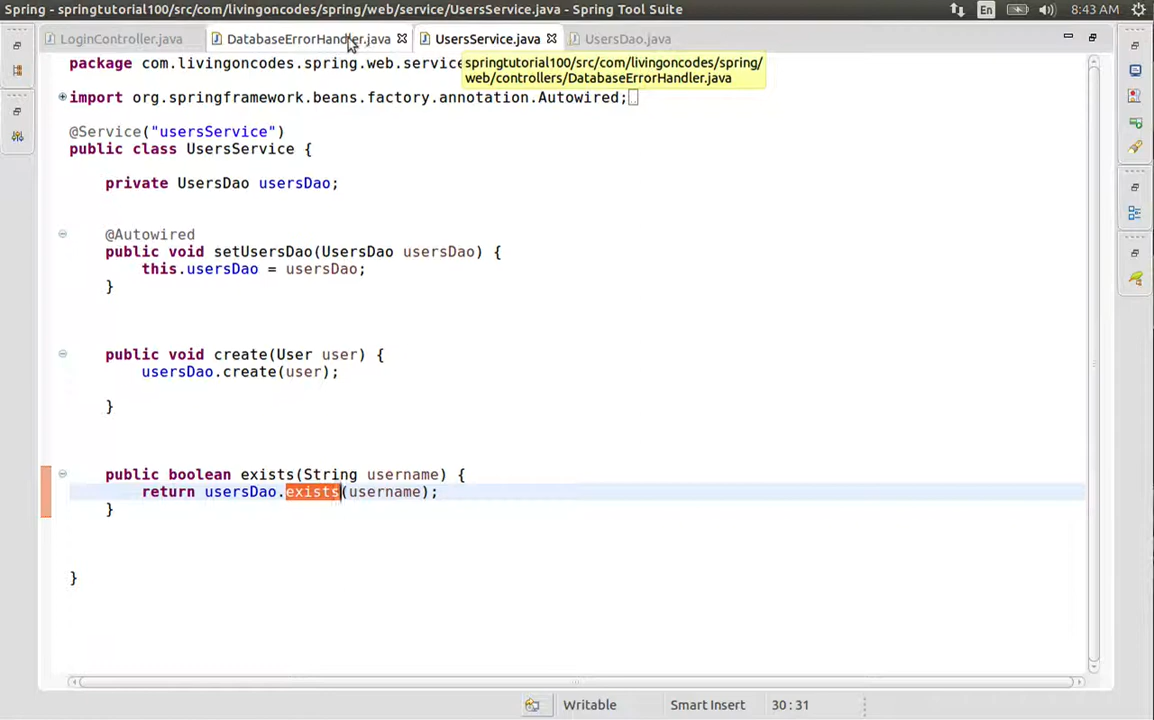 Spring - springtutorial100/src/com/livingoncodes/spring/web/service/UsersService.java - Spring Tool Suite
En
8:43 AM
LoginController.java
DatabaseErrorHandler.java
UsersService.java
UsersDao.java
package com.livingoncodes.spring.web.service
springtutorial100/src/com/livingoncodes/spring/
web/controllers/DatabaseErrorHandler.java
import org.springframework.beans.factory.annotation.Autowired;
@Service("usersService")
public class UsersService {
private UsersDao usersDao;
@Autowired
public void setUsersDao(UsersDao usersDao) {
this.usersDao = usersDao;
}
public void create(User user) {
usersDao.create(user);
}
public boolean exists(String username) {
return usersDao.exists(username);
}
}
Writable
Smart Insert
30 : 31